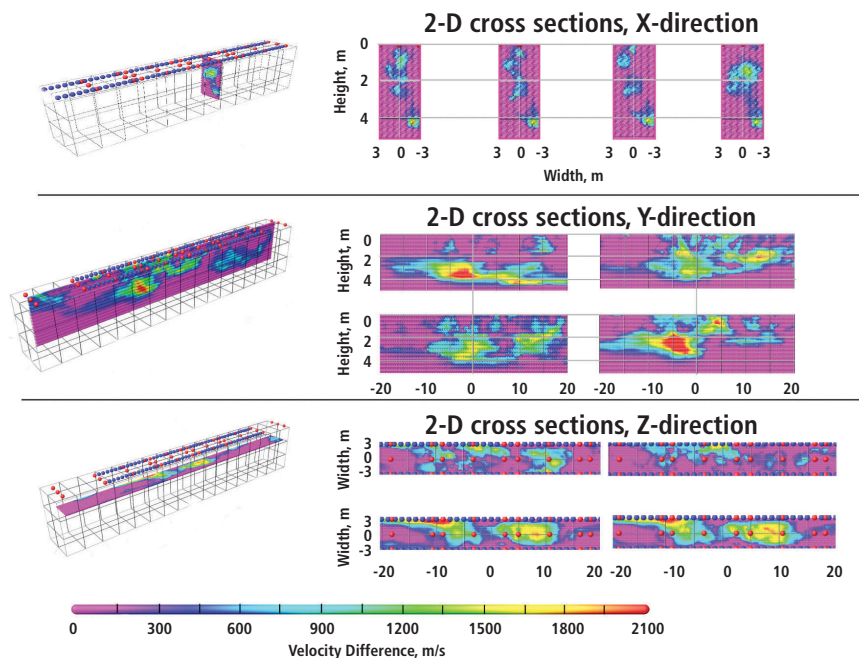 2-D cross sections, X-direction
Height, m
0
2
4
3 0 -3 3 0 -3 3 0 -3 3 0 -3
Width, m
2-D cross sections, Y-direction
Height, m
0
2
4
Height, m
0
2
4
-20 -10 0 10 20 -20 -10 0 10 20
2-D cross sections, Z-direction
Width, m
3
0
-3
Width, m
3
0
-3
-20 -10 0 10 20 -20 -10 0 10 20
0 300 600 900 1200 1500 1800 2100
Velocity Difference, m/s